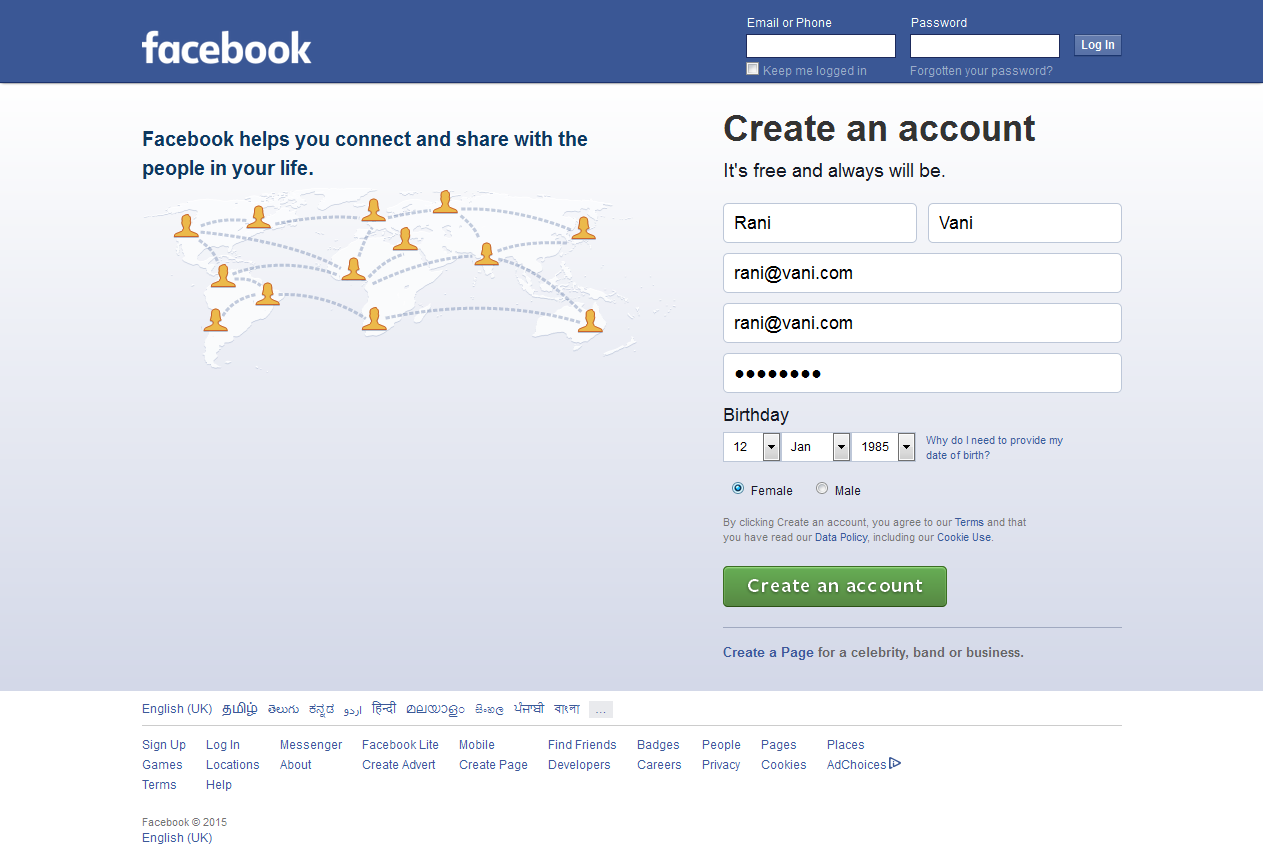 facebook
Email or Phone
Password
Log In
Keep me logged in
Forgotten your password?
Facebook helps you connect and share with the
people in your life.
Create an account
It's free and always will be.
Rani
Vani
rani@vani.com
rani@vani.com
●●●●●●●●
Birthday
12 Jan 1985
Why do I need to provide my
date of birth?
Female Male
By clicking Create an account, you agree to our Terms and that
you have read our Data Policy, including our Cookie Use.
Create an account
Create a Page for a celebrity, band or business.
English (UK) தமிழ் తెలుగు ಕನ್ನಡ اردو हिन्दी മലയാളം සිංහල ਪੰਜਾਬੀ বাংলা ...
Sign Up Log In Messenger Facebook Lite Mobile Find Friends Badges People Pages Places
Games Locations About Create Advert Create Page Developers Careers Privacy Cookies AdChoices
Terms Help
Facebook © 2015
English (UK)